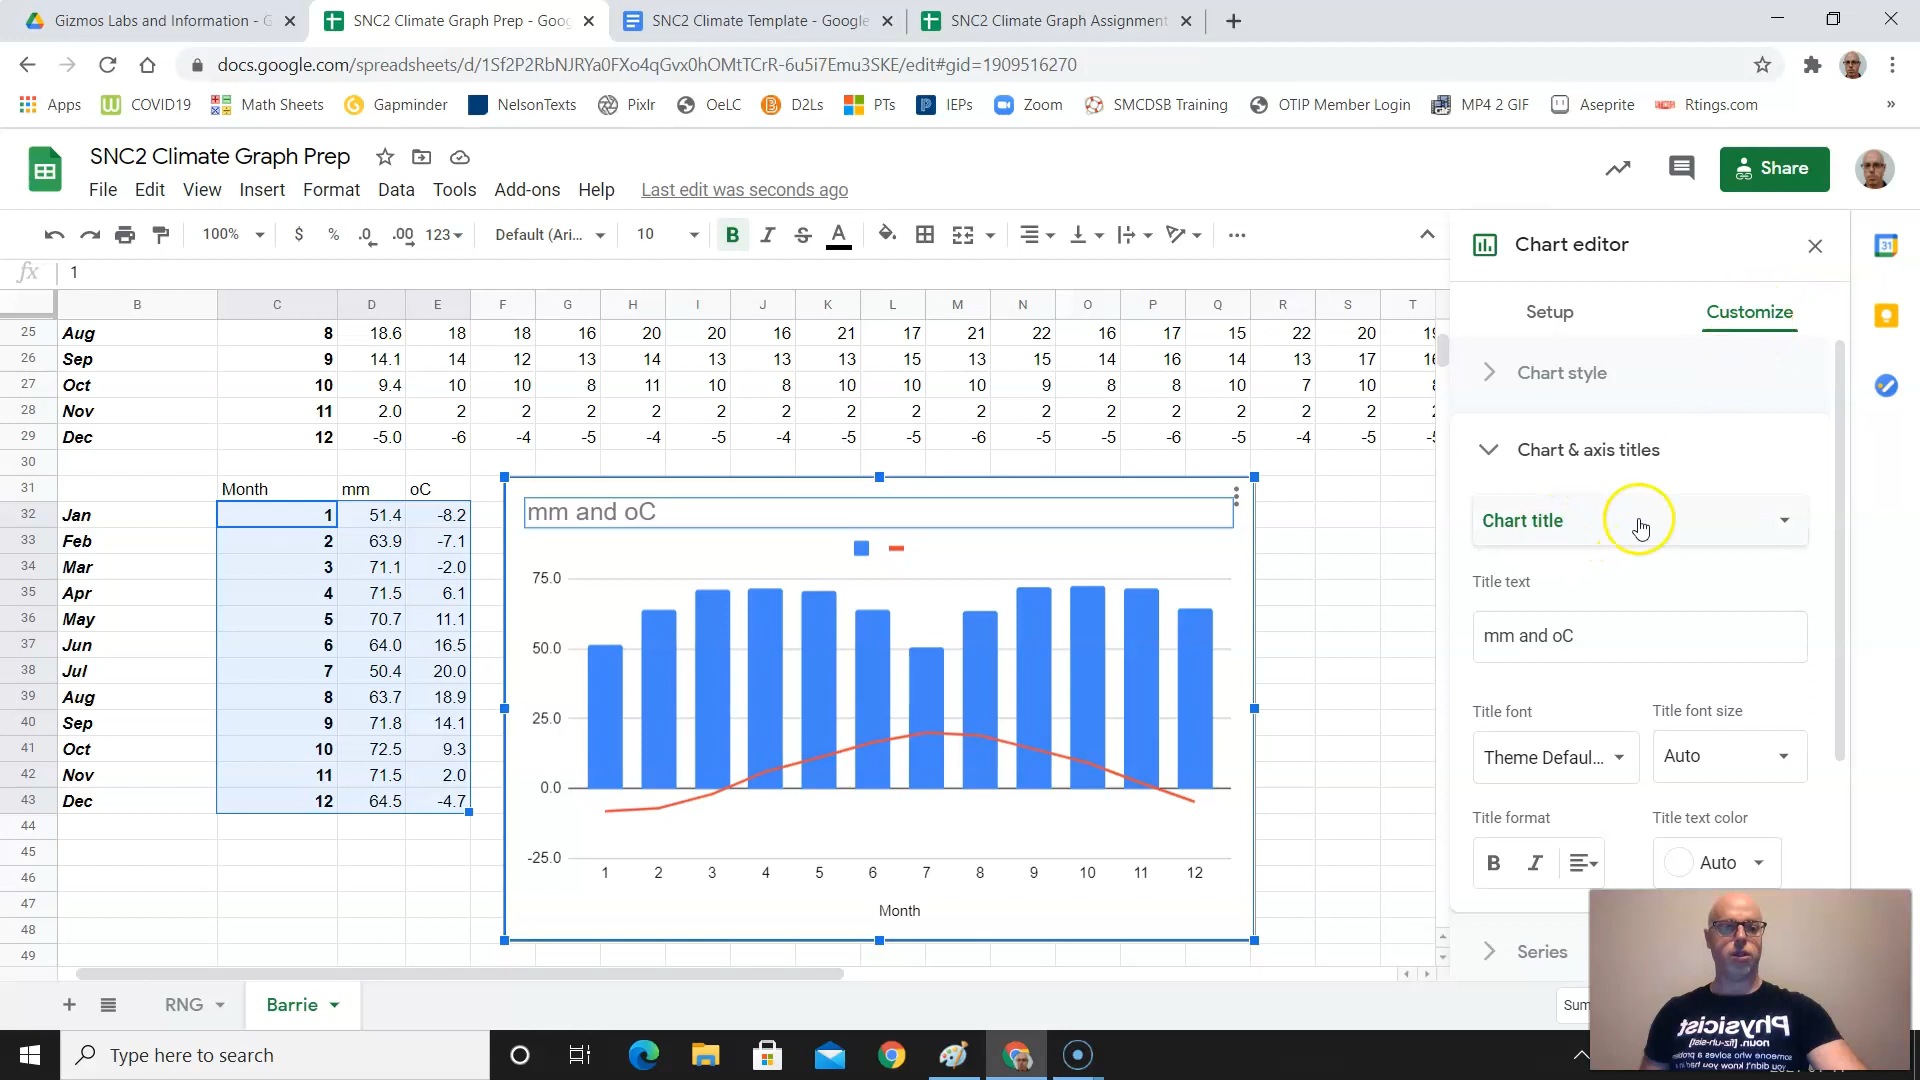 Gizmos Labs and Information - G
SNC2 Climate Graph Prep - Goog
SNC2 Climate Template - Google
SNC2 Climate Graph Assignment
docs.google.com/spreadsheets/d/1Sf2P2RbNJRYa0FXo4qGvx0hOMtTCrR-6u5i7Emu3SKE/edit#gid=1909516270
Apps COVID19 Math Sheets Gapminder NelsonTexts Pixlr OeLC D2Ls PTs IEPs Zoom SMCDSB Training OTIP Member Login MP4 2 GIF Aseprite Rtings.com »
SNC2 Climate Graph Prep
Share
File Edit View Insert Format Data Tools Add-ons Help Last edit was seconds ago
100% $ % .0 .00 123 Default (Ari... 10 B I S A
fx 1
B C D E F G H I J K L M N O P Q R S T
25 Aug 8 18.6 18 18 16 20 20 16 21 17 21 22 16 17 15 22 20
26 Sep 9 14.1 14 12 13 14 13 13 13 15 13 15 14 16 14 13 17
27 Oct 10 9.4 10 10 8 11 10 8 10 10 10 9 8 8 10 7 10
28 Nov 11 2.0 2 2 2 2 2 2 2 2 2 2 2 2 2 2 2
29 Dec 12 -5.0 -6 -4 -5 -4 -5 -4 -5 -5 -6 -5 -5 -6 -5 -4 -5
30
31 Month mm oC
32 Jan 1 51.4 -8.2
33 Feb 2 63.9 -7.1
34 Mar 3 71.1 -2.0
35 Apr 4 71.5 6.1
36 May 5 70.7 11.1
37 Jun 6 64.0 16.5
38 Jul 7 50.4 20.0
39 Aug 8 63.7 18.9
40 Sep 9 71.8 14.1
41 Oct 10 72.5 9.3
42 Nov 11 71.5 2.0
43 Dec 12 64.5 -4.7
44
45
46
47
48
49
mm and oC
75.0
50.0
25.0
0.0
-25.0
1 2 3 4 5 6 7 8 9 10 11 12
Month
Chart editor
Setup Customize
Chart style
Chart & axis titles
Chart title
Title text
mm and oC
Title font Title font size
Theme Defaul... Auto
Title format Title text color
B I Auto
Series
31
+ RNG Barrie
Sum
Physicist
Type here to search